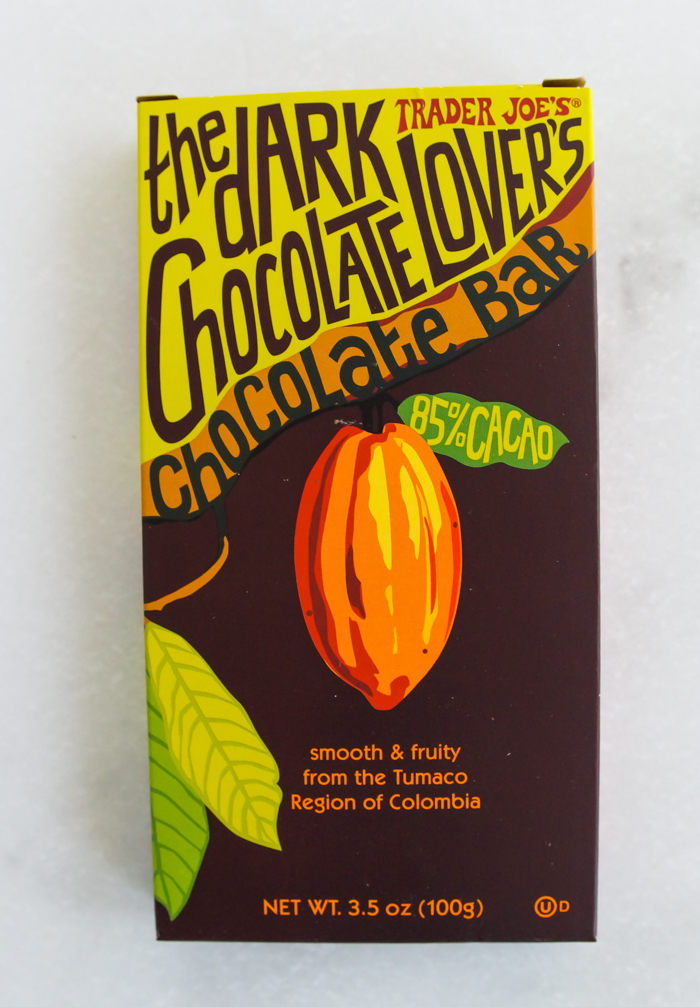 TRADER JOE'S®
the dARK
CHOCOLATE LOVER'S
CHOCOLaTe BaR
85% CACAO
smooth & fruity
from the Tumaco
Region of Colombia
NET WT. 3.5 oz (100g)
U D